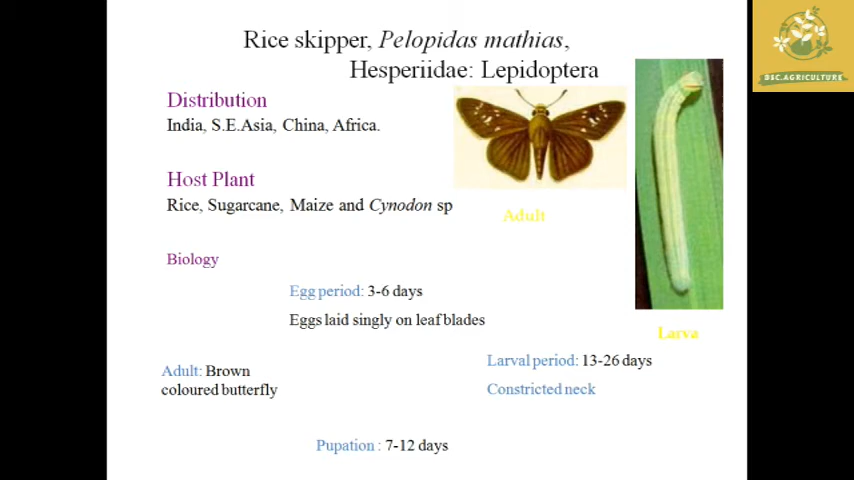 Rice skipper, Pelopidas mathias,
Hesperiidae: Lepidoptera
BSC.AGRICULTURE
Distribution
India, S.E.Asia, China, Africa.
Host Plant
Rice, Sugarcane, Maize and Cynodon sp
Adult
Biology
Egg period: 3-6 days
Eggs laid singly on leaf blades
Larva
Larval period: 13-26 days
Constricted neck
Adult: Brown
coloured butterfly
Pupation : 7-12 days